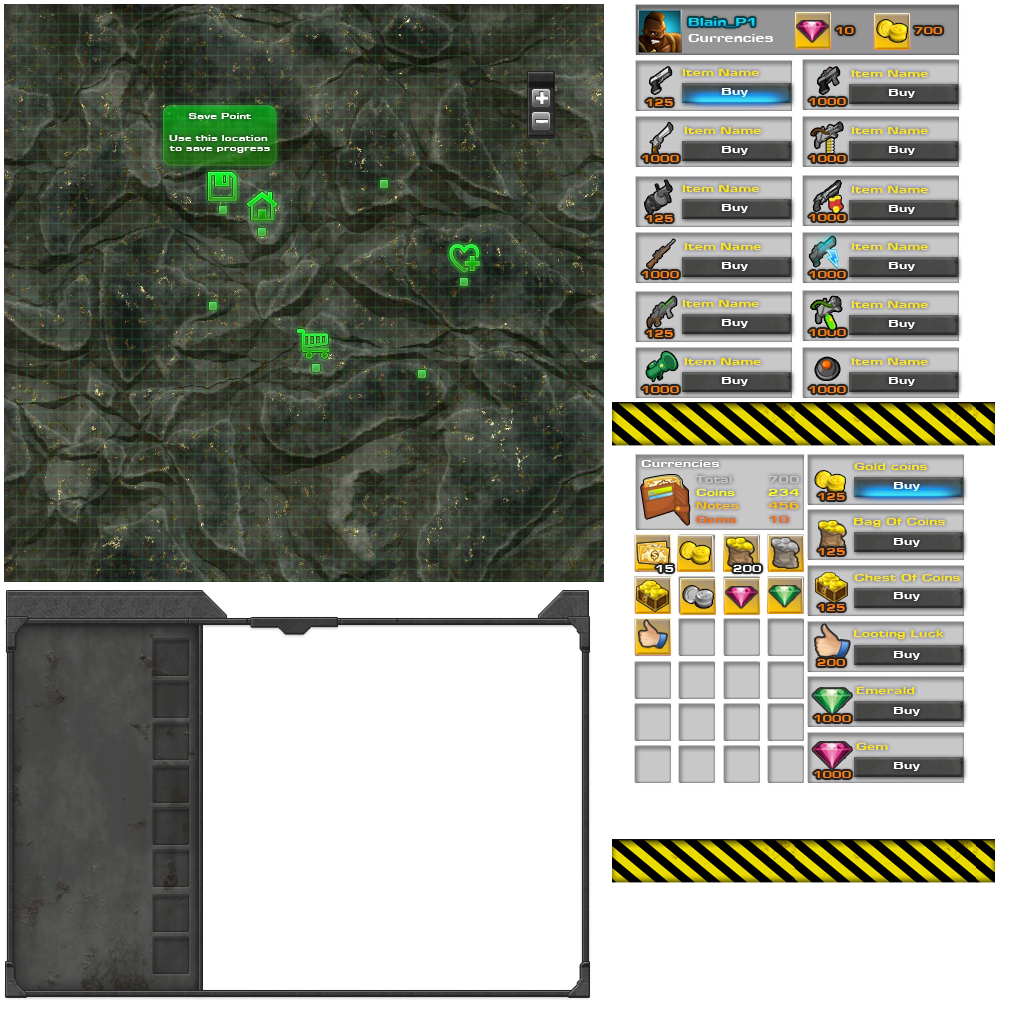 Save Point
Use this location
to save progress
Blain_P1
Currencies
10
700
Item Name
Buy
125
Item Name
Buy
1000
Item Name
Buy
1000
Item Name
Buy
1000
Item Name
Buy
125
Item Name
Buy
1000
Item Name
Buy
1000
Item Name
Buy
1000
Item Name
Buy
125
Item Name
Buy
1000
Item Name
Buy
1000
Item Name
Buy
1000
Currencies
Total 700
Coins 234
Notes 456
Gems 10
15
200
Gold coins
Buy
125
Bag Of Coins
Buy
125
Chest Of Coins
Buy
125
Looting Luck
Buy
200
Emerald
Buy
1000
Gem
Buy
1000